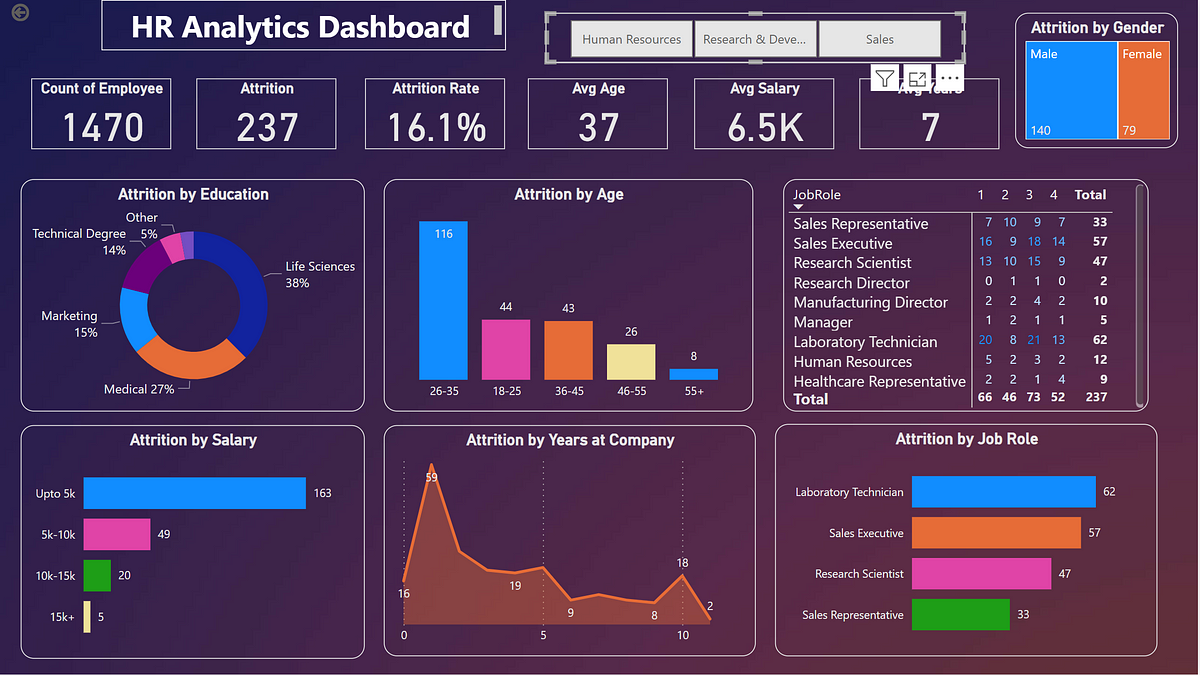 HR Analytics Dashboard
Human Resources
Research & Deve...
Sales
Attrition by Gender
Male
Female
140
79
Count of Employee
1470
Attrition
237
Attrition Rate
16.1%
Avg Age
37
Avg Salary
6.5K
Avg Years
7
Attrition by Education
Other
5%
Technical Degree
14%
Life Sciences
38%
Marketing
15%
Medical 27%
Attrition by Age
116
44
43
26
8
26-35 18-25 36-45 46-55 55+
JobRole 1 2 3 4 Total
Sales Representative 7 10 9 7 33
Sales Executive 16 9 18 14 57
Research Scientist 13 10 15 9 47
Research Director 0 1 1 0 2
Manufacturing Director 2 2 4 2 10
Manager 1 2 1 1 5
Laboratory Technician 20 8 21 13 62
Human Resources 5 2 3 2 12
Healthcare Representative 2 2 1 4 9
Total 66 46 73 52 237
Attrition by Salary
Upto 5k 163
5k-10k 49
10k-15k 20
15k+ 5
Attrition by Years at Company
59
16
19
9
8
18
2
0 5 10
Attrition by Job Role
Laboratory Technician 62
Sales Executive 57
Research Scientist 47
Sales Representative 33